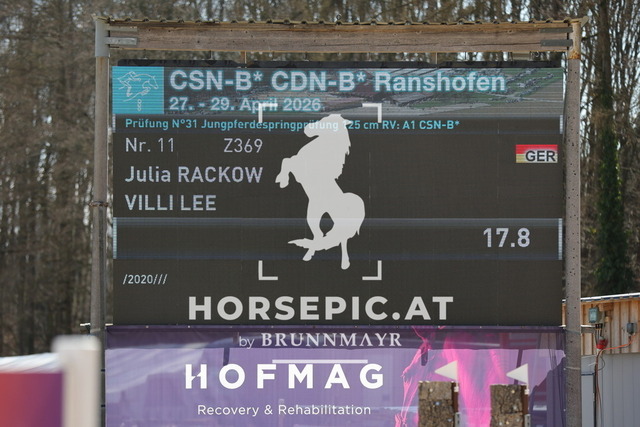 CSN-B* CDN-B* Ranshofen
27. - 29. April 2026
Prüfung N°31 Jungpferdespringprüfung 125 cm RV: A1 CSN-B*
Nr. 11 Z369
GER
Julia RACKOW
VILLI LEE
17.8
/2020///
HORSEPIC.AT
by BRUNNMAYR
HOFMAG
Recovery & Rehabilitation